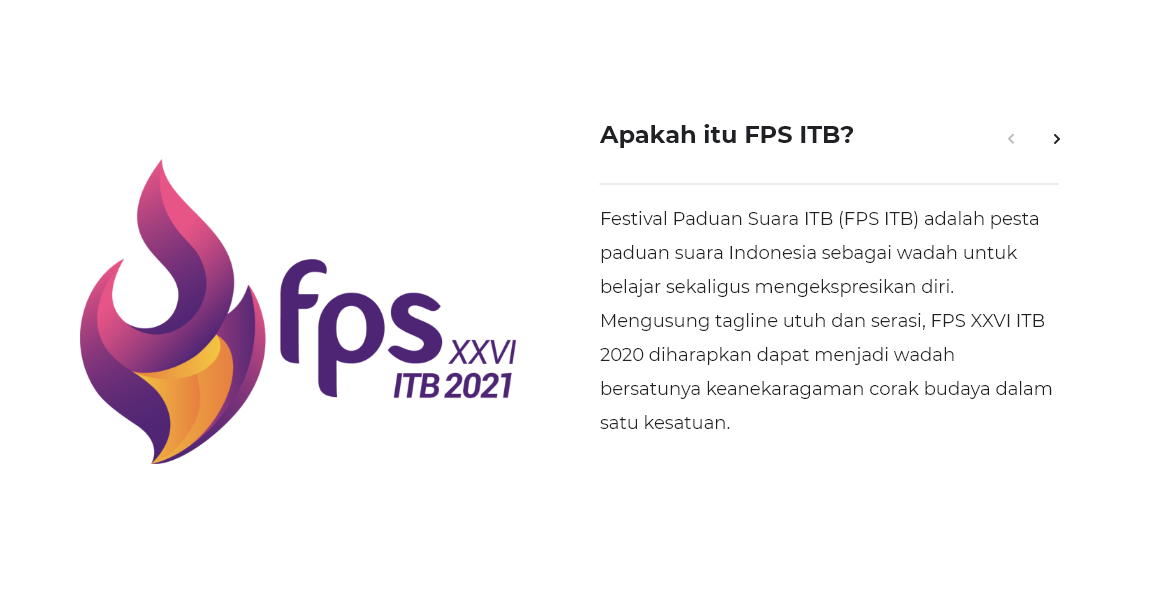 fps
XXVI
ITB 2021
Apakah itu FPS ITB?
Festival Paduan Suara ITB (FPS ITB) adalah pesta
paduan suara Indonesia sebagai wadah untuk
belajar sekaligus mengekspresikan diri.
Mengusung tagline utuh dan serasi, FPS XXVI ITB
2020 diharapkan dapat menjadi wadah
bersatunya keanekaragaman corak budaya dalam
satu kesatuan.